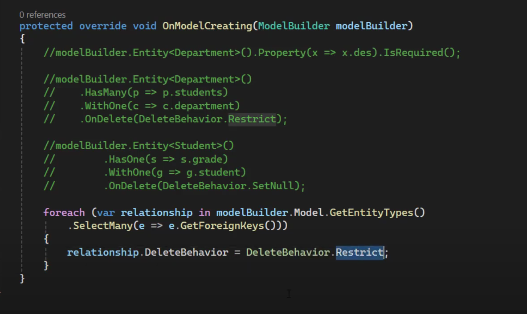 0 references
protected override void OnModelCreating(ModelBuilder modelBuilder)
{
//modelBuilder.Entity<Department>().Property(x => x.des).IsRequired();
//modelBuilder.Entity<Department>()
//    .HasMany(p => p.students)
//    .WithOne(c => c.department)
//    .OnDelete(DeleteBehavior.Restrict);
//modelBuilder.Entity<Student>()
//        .HasOne(s => s.grade)
//        .WithOne(g => g.student)
//        .OnDelete(DeleteBehavior.SetNull);
foreach (var relationship in modelBuilder.Model.GetEntityTypes()
.SelectMany(e => e.GetForeignKeys()))
{
relationship.DeleteBehavior = DeleteBehavior.Restrict;
}
}